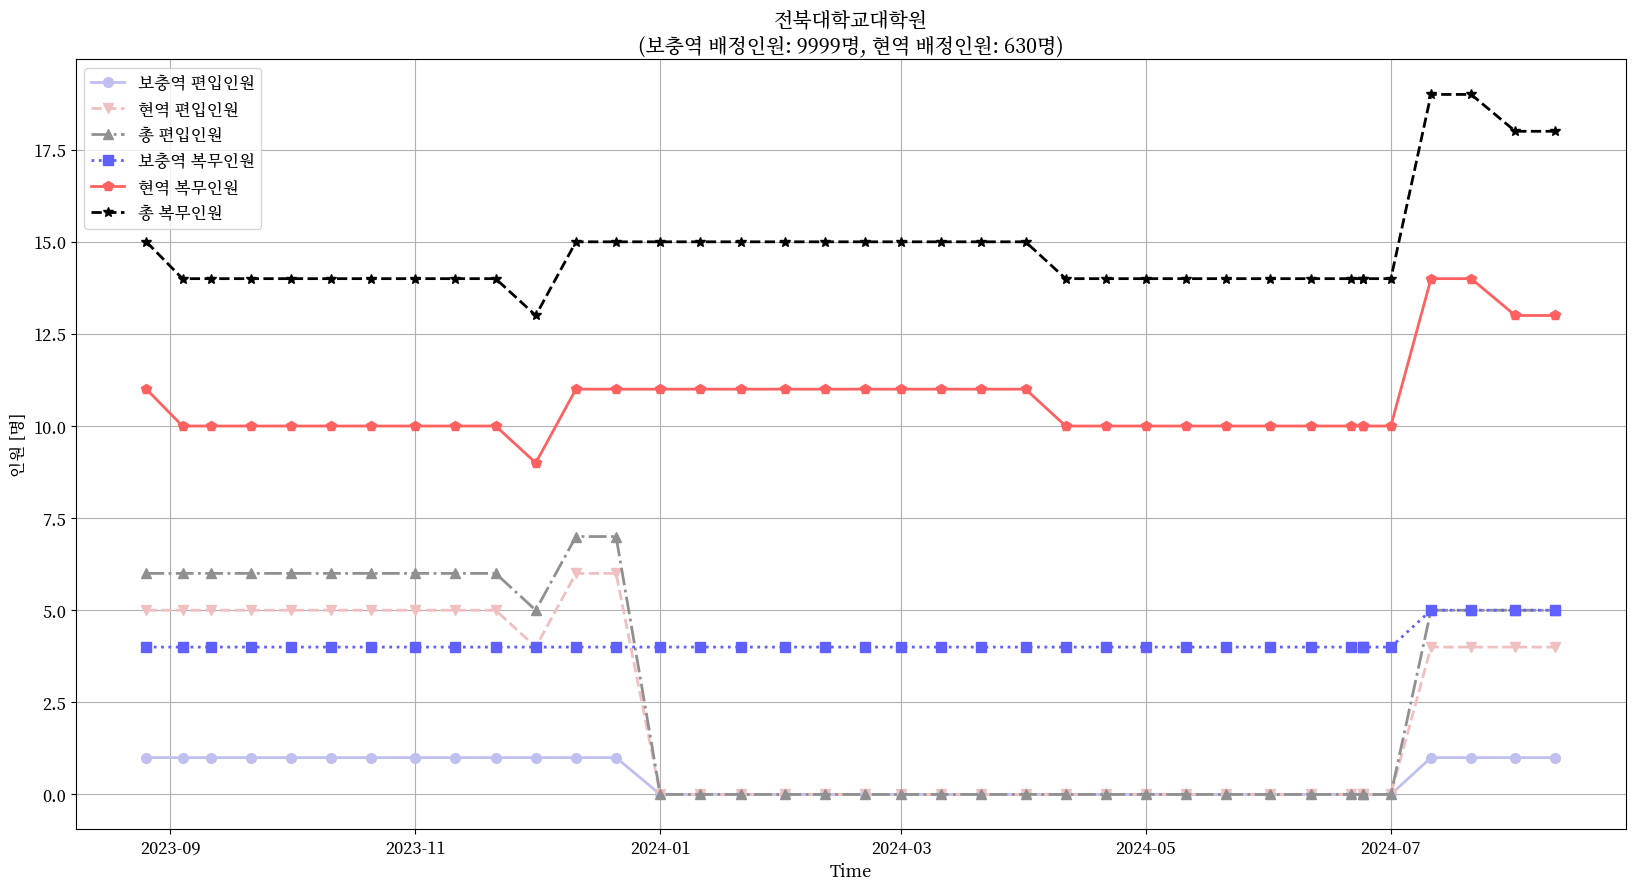 전북대학교대학원
(보충역 배정인원: 9999명, 현역 배정인원: 630명)
보충역 편입인원
현역 편입인원
총 편입인원
보충역 복무인원
현역 복무인원
총 복무인원
17.5
15.0
12.5
10.0
7.5
5.0
2.5
0.0
인원 [명]
2023-09
2023-11
2024-01
2024-03
2024-05
2024-07
Time